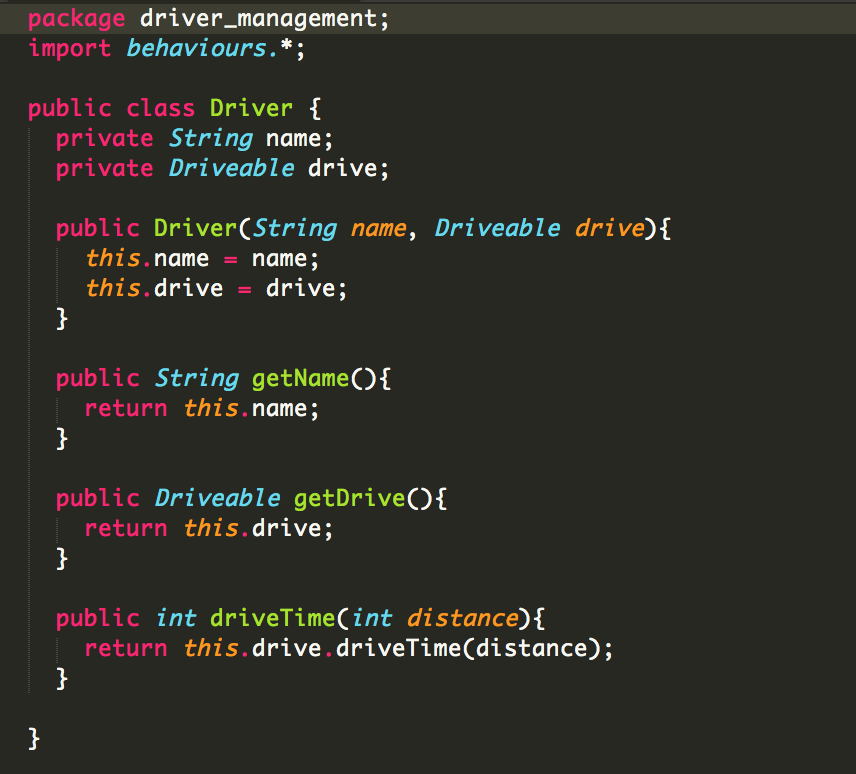 package driver_management;
import behaviours.*;

public class Driver {
  private String name;
  private Driveable drive;

  public Driver(String name, Driveable drive){
    this.name = name;
    this.drive = drive;
  }

  public String getName(){
    return this.name;
  }

  public Driveable getDrive(){
    return this.drive;
  }

  public int driveTime(int distance){
    return this.drive.driveTime(distance);
  }

}